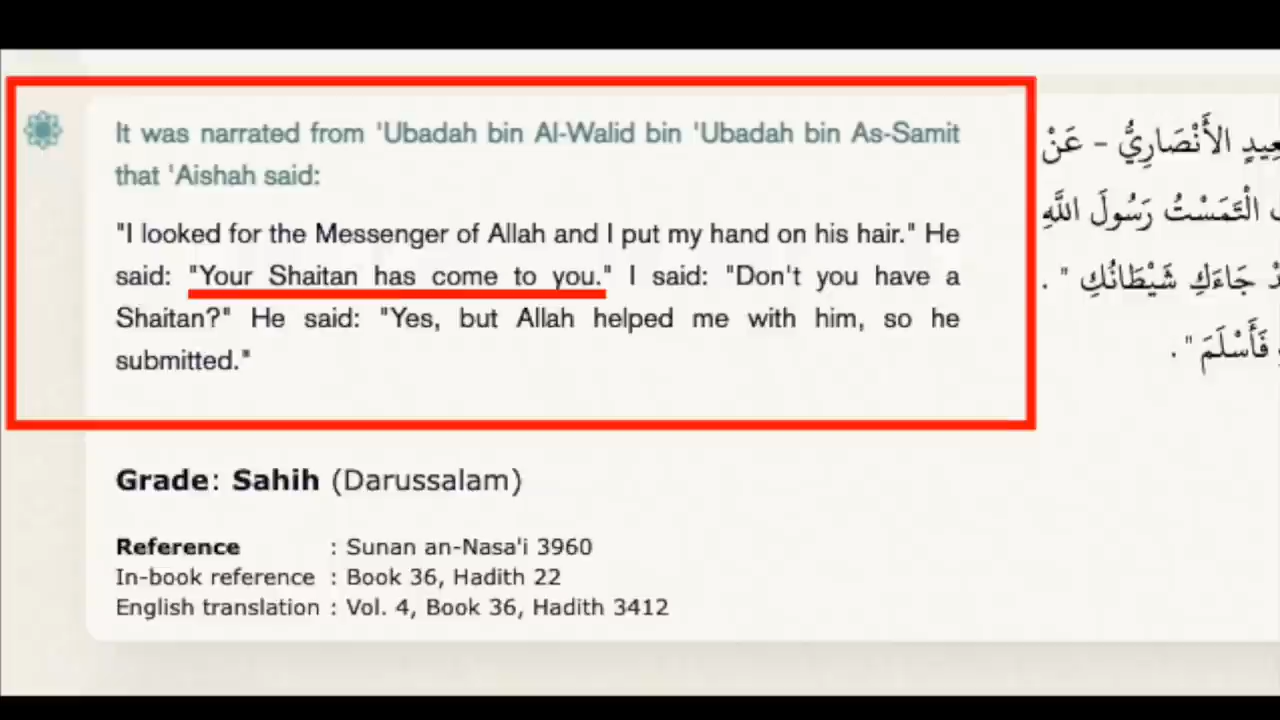 It was narrated from 'Ubadah bin Al-Walid bin 'Ubadah bin As-Samit
that 'Aishah said:
"I looked for the Messenger of Allah and I put my hand on his hair." He
said: "Your Shaitan has come to you." I said: "Don't you have a
Shaitan?" He said: "Yes, but Allah helped me with him, so he
submitted."
الأَنْصَارِيُّ - عَنْ
الْتَمَسْتُ رَسُولَ اللَّهِ
جَاءَكِ شَيْطَانُكِ " .
فَأَسْلَمَ " .
Grade: Sahih (Darussalam)
Reference : Sunan an-Nasa'i 3960
In-book reference : Book 36, Hadith 22
English translation : Vol. 4, Book 36, Hadith 3412